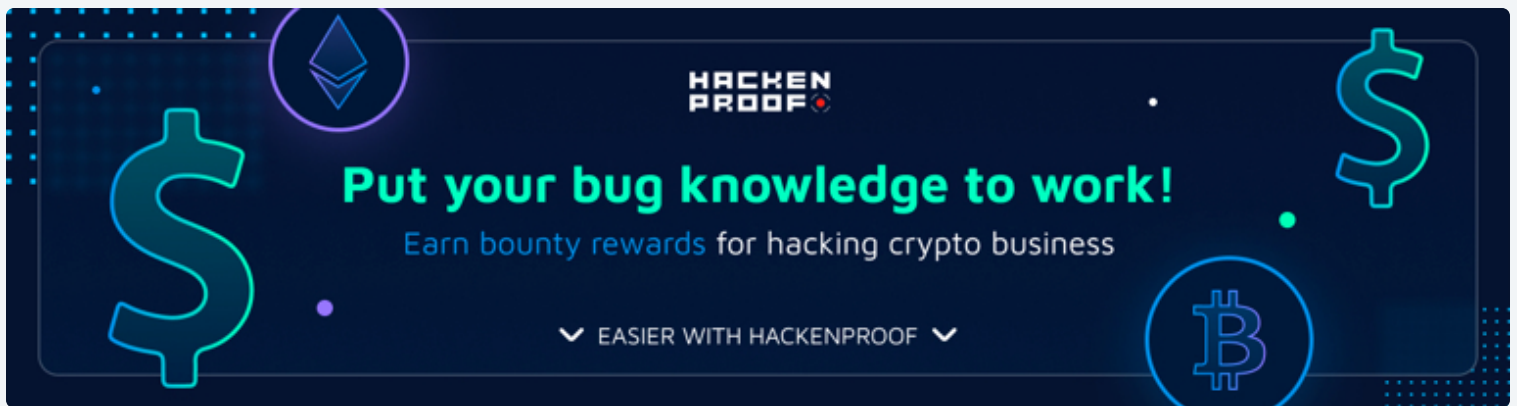 HACKEN
PROOF
Put your bug knowledge to work!
Earn bounty rewards for hacking crypto business
EASIER WITH HACKENPROOF